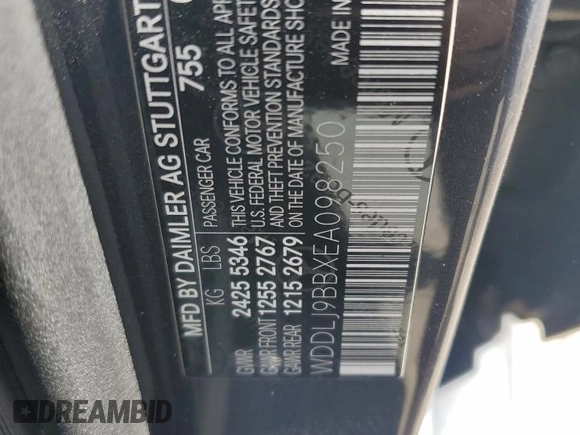 MFD BY DAIMLER AG STUTTGART
755
KG LBS PASSENGER CAR
GVWR 2425 5346 THIS VEHICLE CONFORMS TO ALL APP
GAWR FRONT 1255 2767 U.S. FEDERAL MOTOR VEHICLE SAFET
GAWR REAR 1215 2679 AND THEFT PREVENTION STANDARDS
ON THE DATE OF MANUFACTURE SHO
WDDLJ9BBXEA098250
MADE IN
DREAMBID